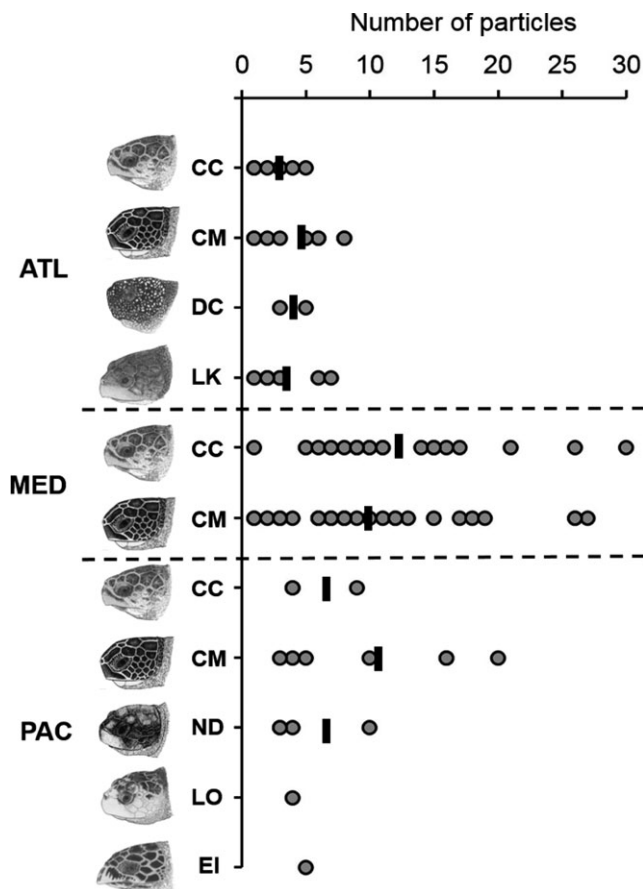 Number of particles
0 5 10 15 20 25 30
CC
CM
ATL
DC
LK
CC
MED
CM
CC
CM
PAC ND
LO
EI